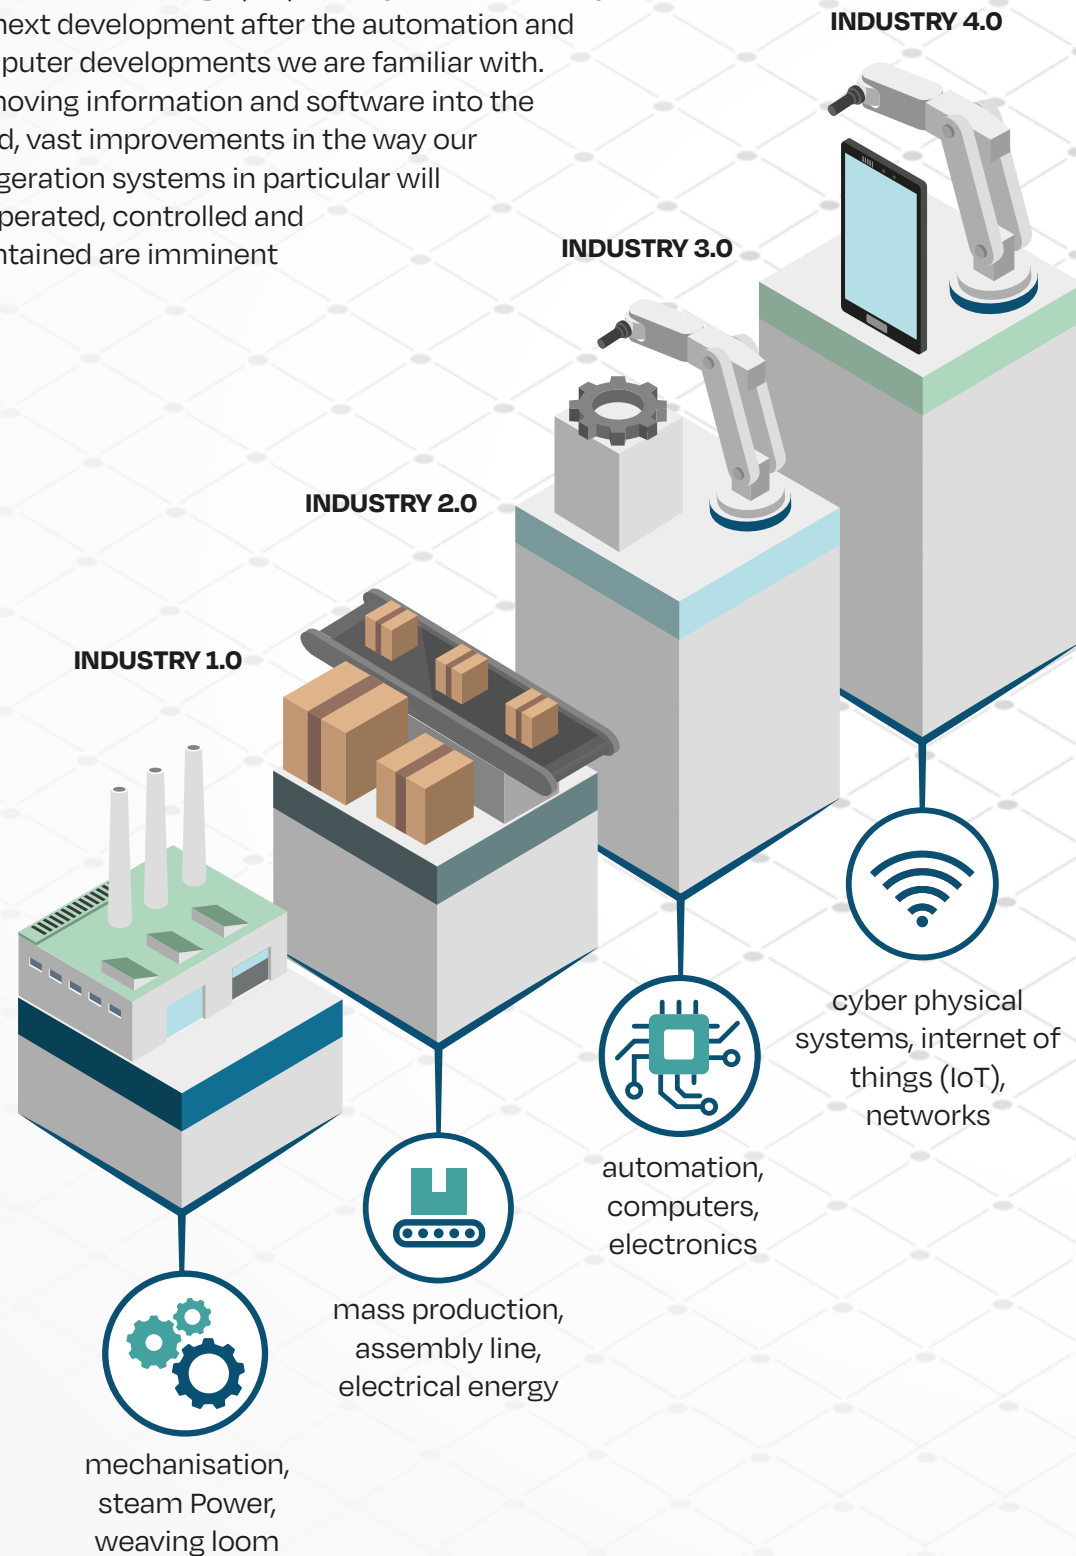 next development after the automation and
puter developments we are familiar with.
noving information and software into the
d, vast improvements in the way our
geration systems in particular will
perated, controlled and
ntained are imminent
INDUSTRY 4.0
INDUSTRY 3.0
INDUSTRY 2.0
INDUSTRY 1.0
cyber physical
systems, internet of
things (IoT),
networks
automation,
computers,
electronics
mass production,
assembly line,
electrical energy
mechanisation,
steam Power,
weaving loom